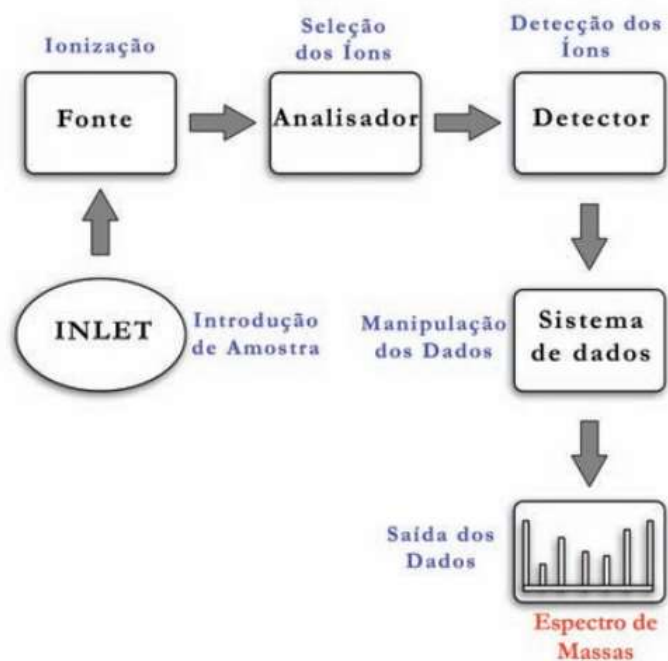 Ionização
Seleção
dos Íons
Detecção dos
Íons
Fonte
Analisador
Detector
INLET
Introdução
de Amostra
Manipulação
dos Dados
Sistema
de dados
Saída dos
Dados
Espectro de
Massas